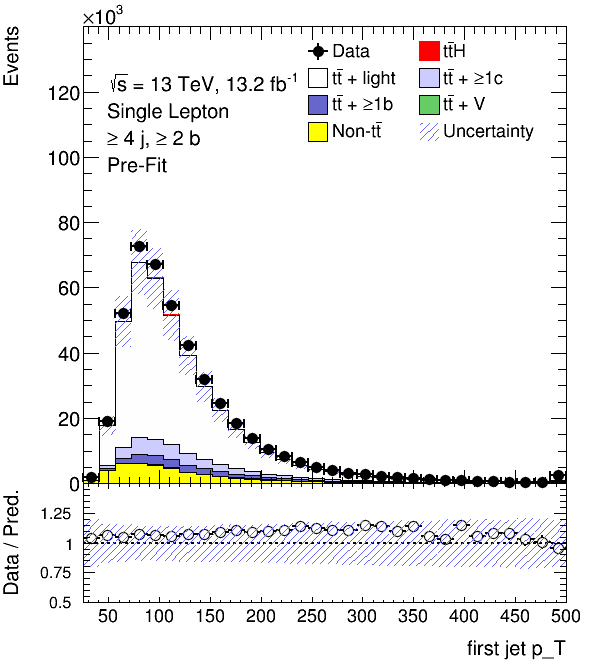 ×10³
Events
√s = 13 TeV, 13.2 fb⁻¹
Single Lepton
≥ 4 j, ≥ 2 b
Pre-Fit
Data
tt̄H
tt̄ + light
tt̄ + ≥1c
tt̄ + ≥1b
tt̄ + V
Non-tt̄
Uncertainty
120
100
80
60
40
20
0
Data / Pred.
1.25
1
0.75
0.5
50 100 150 200 250 300 350 400 450 500
first jet p_T